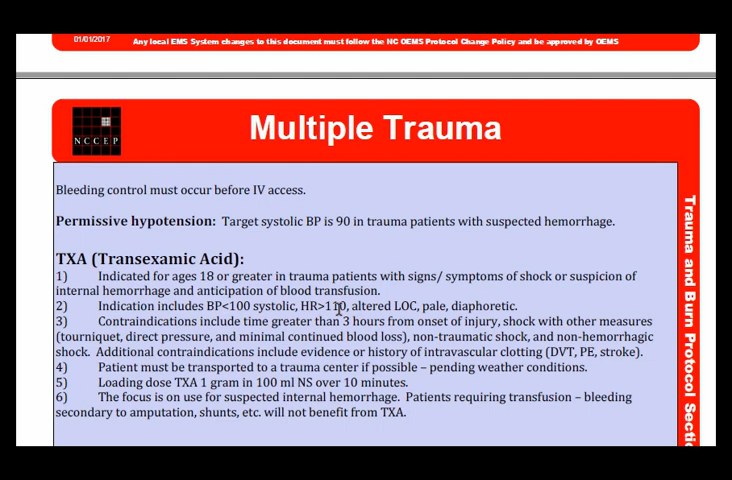 01/01/2017 Any local EMS System changes to this document must follow the NC OEMS Protocol Change Policy and be approved by OEMS
NCCEP
Multiple Trauma
Bleeding control must occur before IV access.
Permissive hypotension: Target systolic BP is 90 in trauma patients with suspected hemorrhage.
TXA (Transexamic Acid):
1) Indicated for ages 18 or greater in trauma patients with signs/ symptoms of shock or suspicion of
internal hemorrhage and anticipation of blood transfusion.
2) Indication includes BP<100 systolic, HR>110, altered LOC, pale, diaphoretic.
3) Contraindications include time greater than 3 hours from onset of injury, shock with other measures
(tourniquet, direct pressure, and minimal continued blood loss), non-traumatic shock, and non-hemorrhagic
shock. Additional contraindications include evidence or history of intravascular clotting (DVT, PE, stroke).
4) Patient must be transported to a trauma center if possible – pending weather conditions.
5) Loading dose TXA 1 gram in 100 ml NS over 10 minutes.
6) The focus is on use for suspected internal hemorrhage. Patients requiring transfusion – bleeding
secondary to amputation, shunts, etc. will not benefit from TXA.
Trauma and Burn Protocol Sectio